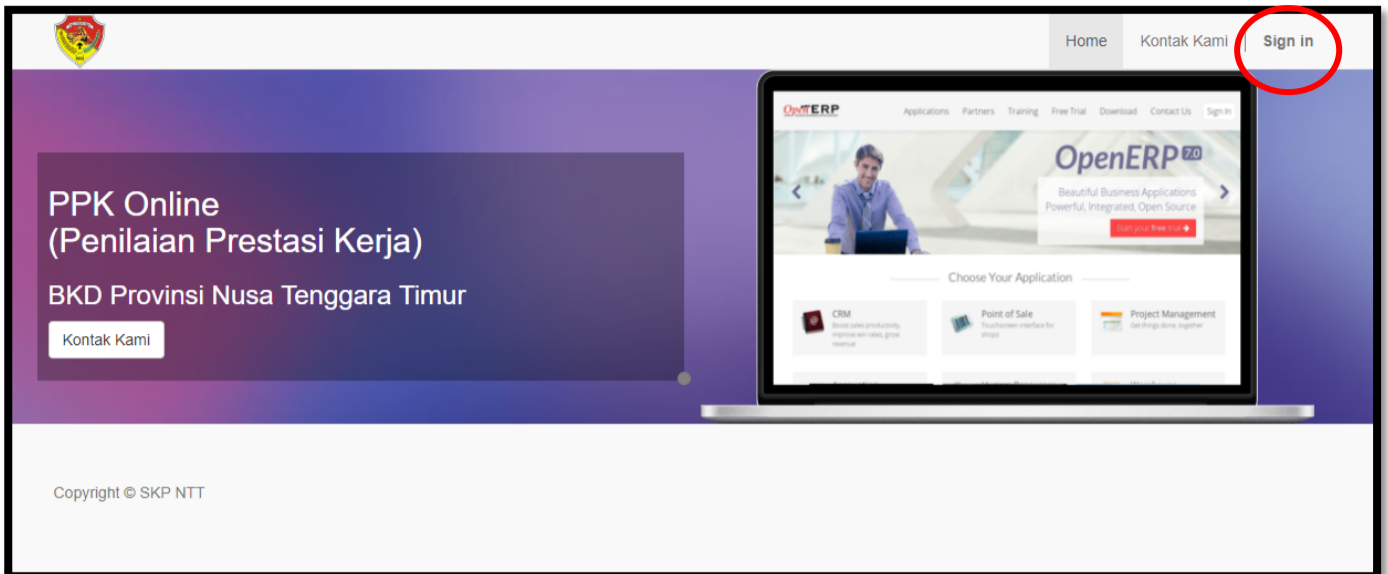 Home Kontak Kami Sign in
PPK Online
(Penilaian Prestasi Kerja)
BKD Provinsi Nusa Tenggara Timur
Kontak Kami
OpenERP Applications Partners Training Free Trial Download Contact Us Sign In
OpenERP 7.0
Beautiful Business Applications
Powerful, Integrated, Open Source
Start your free trial
Choose Your Application
CRM
Boost sales productivity,
improve win rates, grow
revenue
Point of Sale
Touchscreen interface for
shops
Project Management
Get things done, together
Copyright © SKP NTT